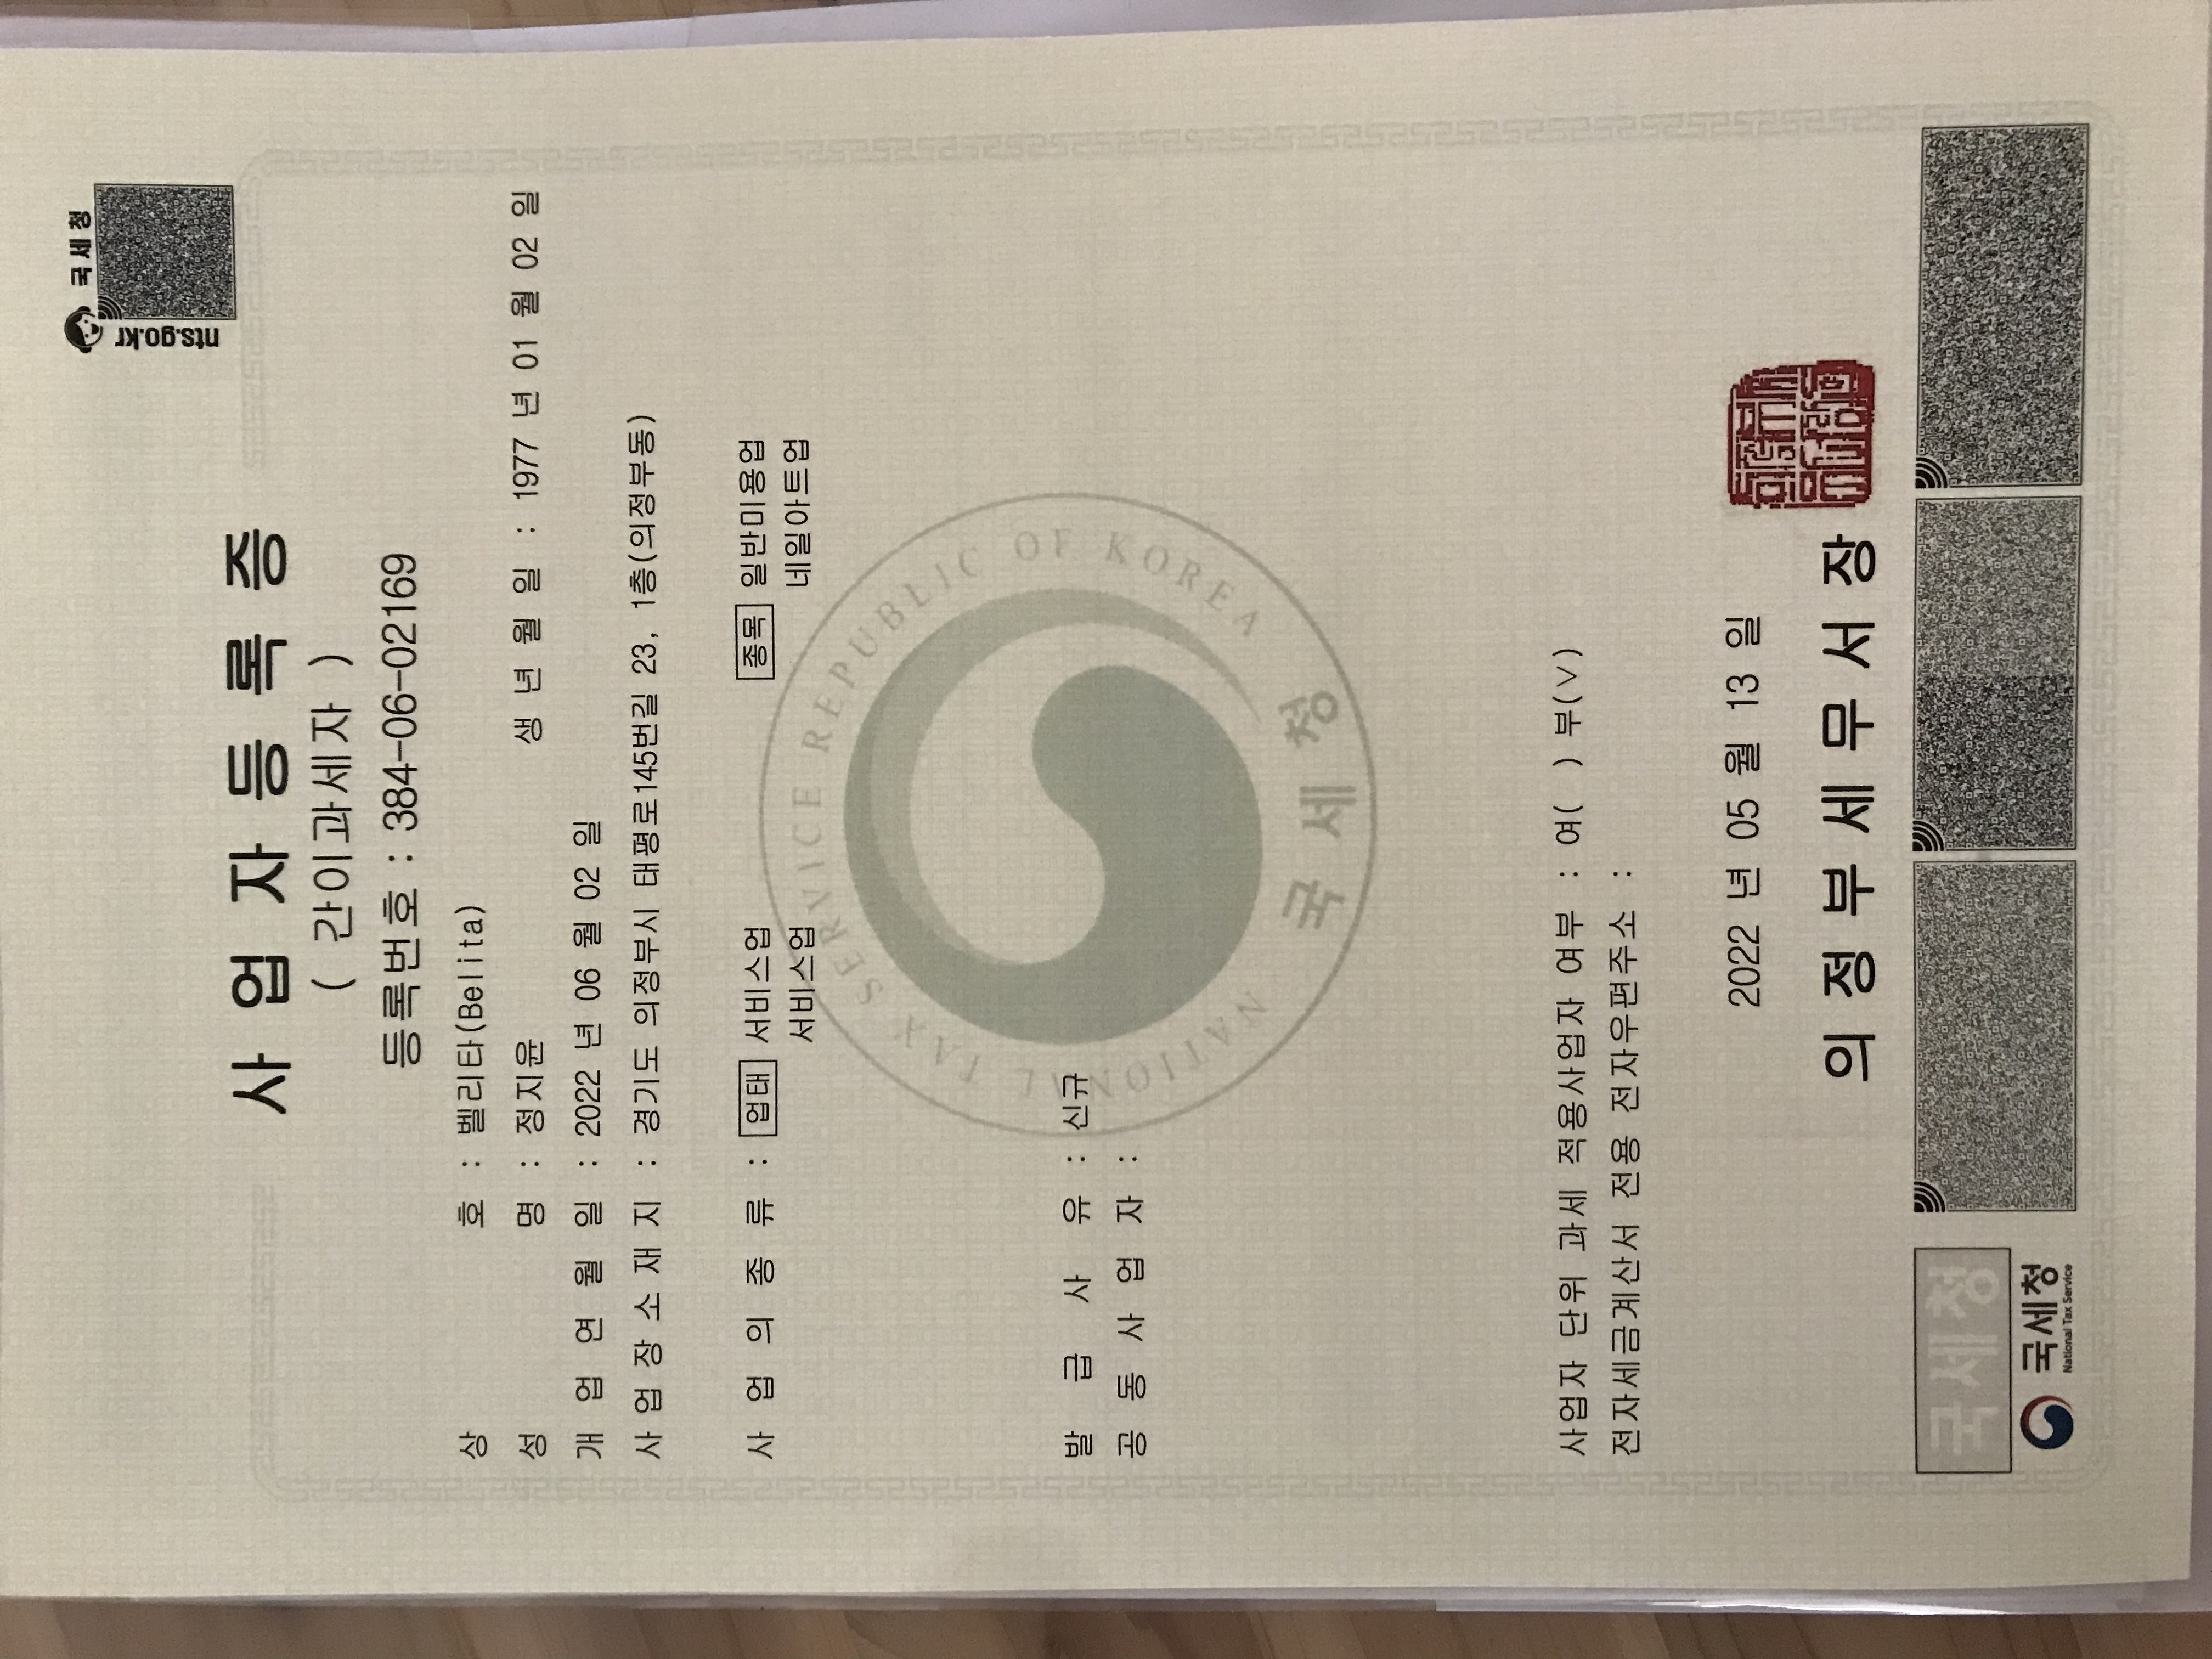 국세청
nts.go.kr
사 업 자 등 록 증
( 간이과세자 )
등록번호 : 384-06-02169
상 호 : 벨리타(Belita)
성 명 : 정지윤 생 년 월 일 : 1977 년 01 월 02 일
개 업 연 월 일 : 2022 년 06 월 02 일
사 업 장 소 재 지 : 경기도 의정부시 태평로145번길 23, 1층(의정부동)
사 업 의 종 류 : 업태 서비스업 종목 일반미용업
서비스업 네일아트업
NATIONAL TAX SERVICE REPUBLIC OF KOREA
국세청
발 급 사 유 : 신규
공 동 사 업 자 :
사업자 단위 과세 적용사업자 여부 : 여( ) 부(∨)
전자세금계산서 전용 전자우편주소 :
2022 년 05 월 13 일
의 정 부 세 무 서 장
국세청
국세청
National Tax Service